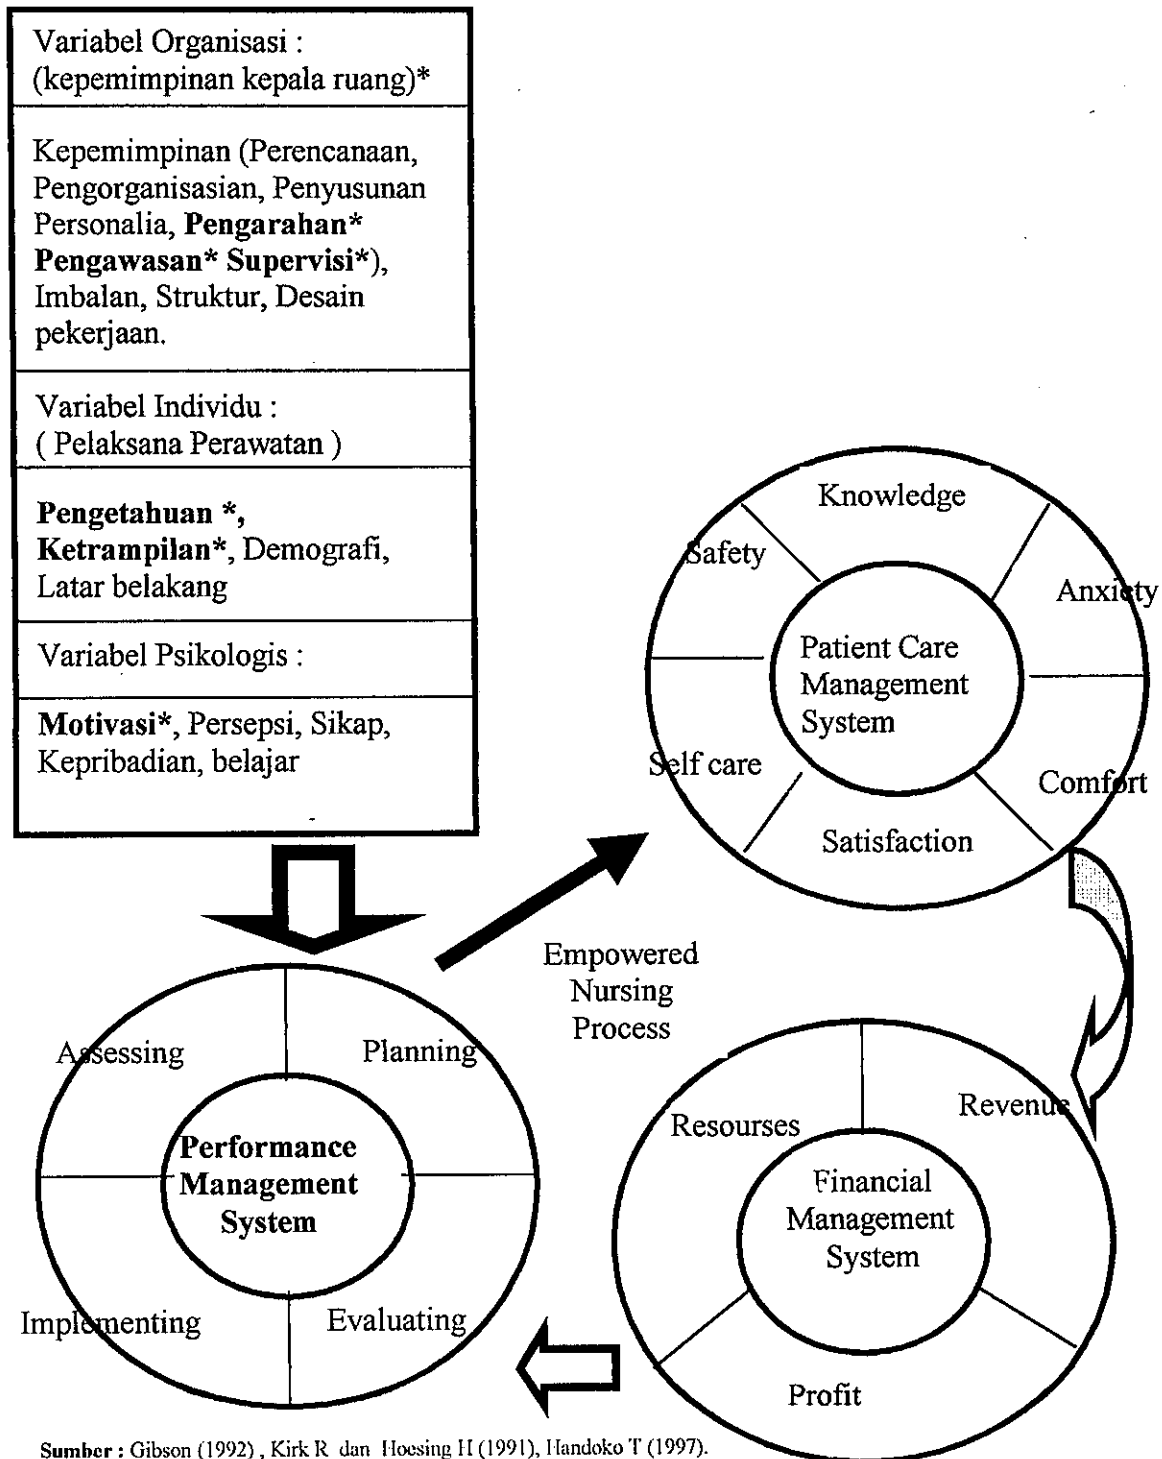 Variabel Organisasi :
(kepemimpinan kepala ruang)*
Kepemimpinan (Perencanaan,
Pengorganisasian, Penyusunan
Personalia, Pengarahan*
Pengawasan* Supervisi*),
Imbalan, Struktur, Desain
pekerjaan.
Variabel Individu :
( Pelaksana Perawatan )
Pengetahuan *,
Ketrampilan*, Demografi,
Latar belakang
Variabel Psikologis :
Motivasi*, Persepsi, Sikap,
Kepribadian, belajar
Knowledge
Safety
Anxiety
Patient Care
Management
System
Self care
Comfort
Satisfaction
Empowered
Nursing
Process
Assessing
Planning
Performance
Management
System
Implementing
Evaluating
Resourses
Revenue
Financial
Management
System
Profit
Sumber : Gibson (1992) , Kirk R dan Hoesing H (1991), Handoko T (1997).